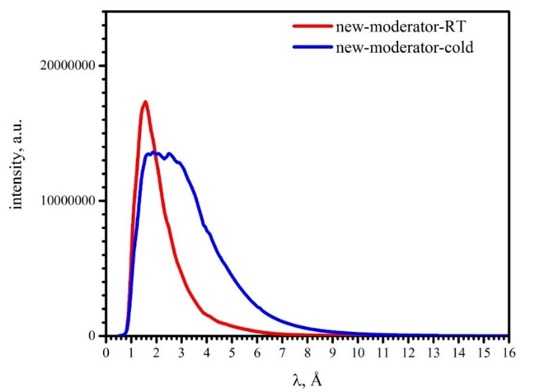 new-moderator-RT
new-moderator-cold
20000000
10000000
0
intensity, a.u.
0 1 2 3 4 5 6 7 8 9 10 11 12 13 14 15 16
λ, Å